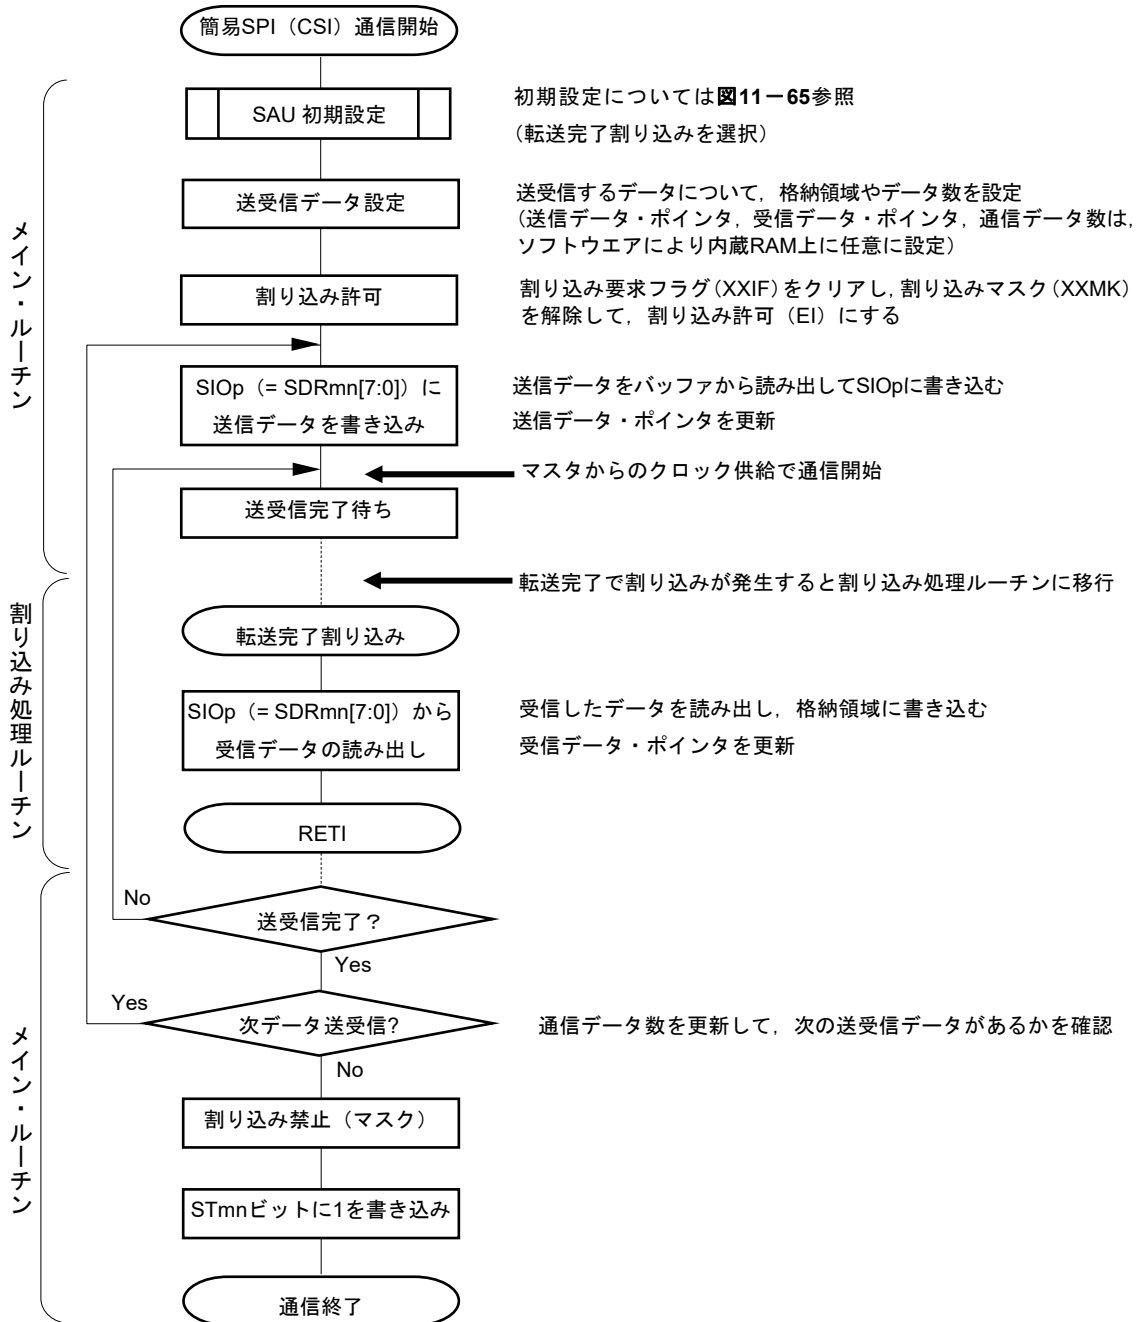 簡易SPI（CSI）通信開始
SAU 初期設定
初期設定については図11－65参照
（転送完了割り込みを選択）
送受信データ設定
送受信するデータについて，格納領域やデータ数を設定
（送信データ・ポインタ，受信データ・ポインタ，通信データ数は，
ソフトウエアにより内蔵RAM上に任意に設定）
割り込み許可
割り込み要求フラグ（XXIF）をクリアし，割り込みマスク（XXMK）
を解除して，割り込み許可（EI）にする
メイン・ルーチン
SIOp（= SDRmn[7:0]）に
送信データを書き込み
送信データをバッファから読み出してSIOpに書き込む
送信データ・ポインタを更新
マスタからのクロック供給で通信開始
送受信完了待ち
転送完了で割り込みが発生すると割り込み処理ルーチンに移行
割り込み処理ルーチン
転送完了割り込み
SIOp（= SDRmn[7:0]）から
受信データの読み出し
受信したデータを読み出し，格納領域に書き込む
受信データ・ポインタを更新
RETI
No
送受信完了？
Yes
Yes
次データ送受信?
通信データ数を更新して，次の送受信データがあるかを確認
No
メイン・ルーチン
割り込み禁止（マスク）
STmnビットに1を書き込み
通信終了